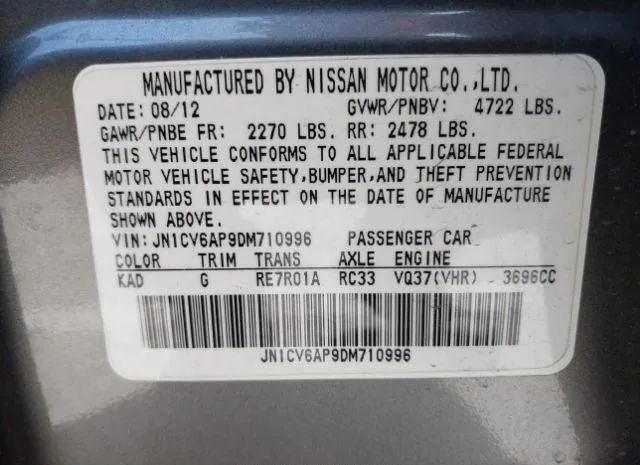 MANUFACTURED BY NISSAN MOTOR CO.,LTD.
DATE: 08/12 GVWR/PNBV: 4722 LBS.
GAWR/PNBE FR: 2270 LBS. RR: 2478 LBS.
THIS VEHICLE CONFORMS TO ALL APPLICABLE FEDERAL
MOTOR VEHICLE SAFETY,BUMPER,AND THEFT PREVENTION
STANDARDS IN EFFECT ON THE DATE OF MANUFACTURE
SHOWN ABOVE.
VIN: JN1CV6AP9DM710996 PASSENGER CAR
COLOR TRIM TRANS AXLE ENGINE
KAD G RE7R01A RC33 VQ37(VHR) 3696CC
JN1CV6AP9DM710996